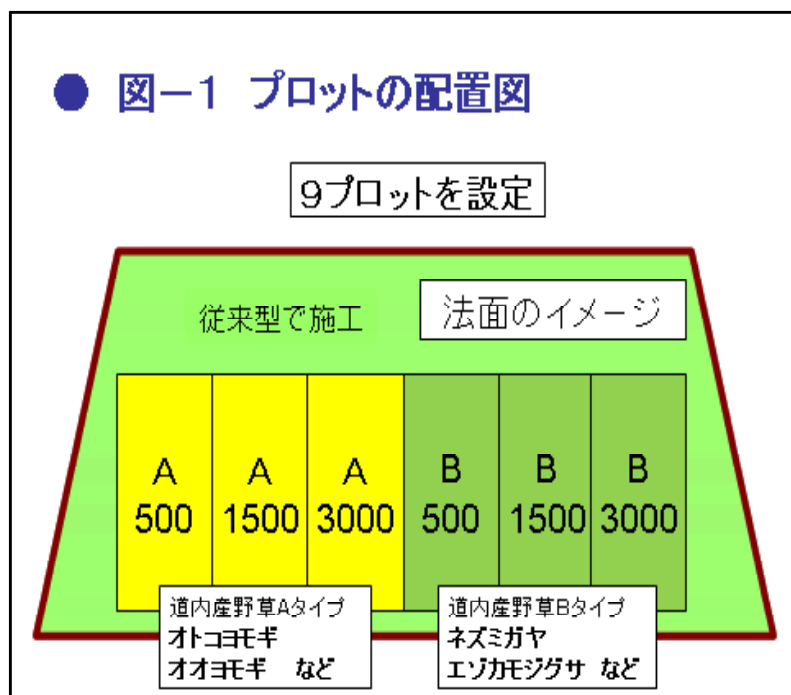 ● 図－1 プロットの配置図
9プロットを設定
従来型で施工
法面のイメージ
A A A B B B
500 1500 3000 500 1500 3000
道内産野草Aタイプ
オトコヨモギ
オオヨモギ など
道内産野草Bタイプ
ネズミガヤ
エゾカモジグサ など